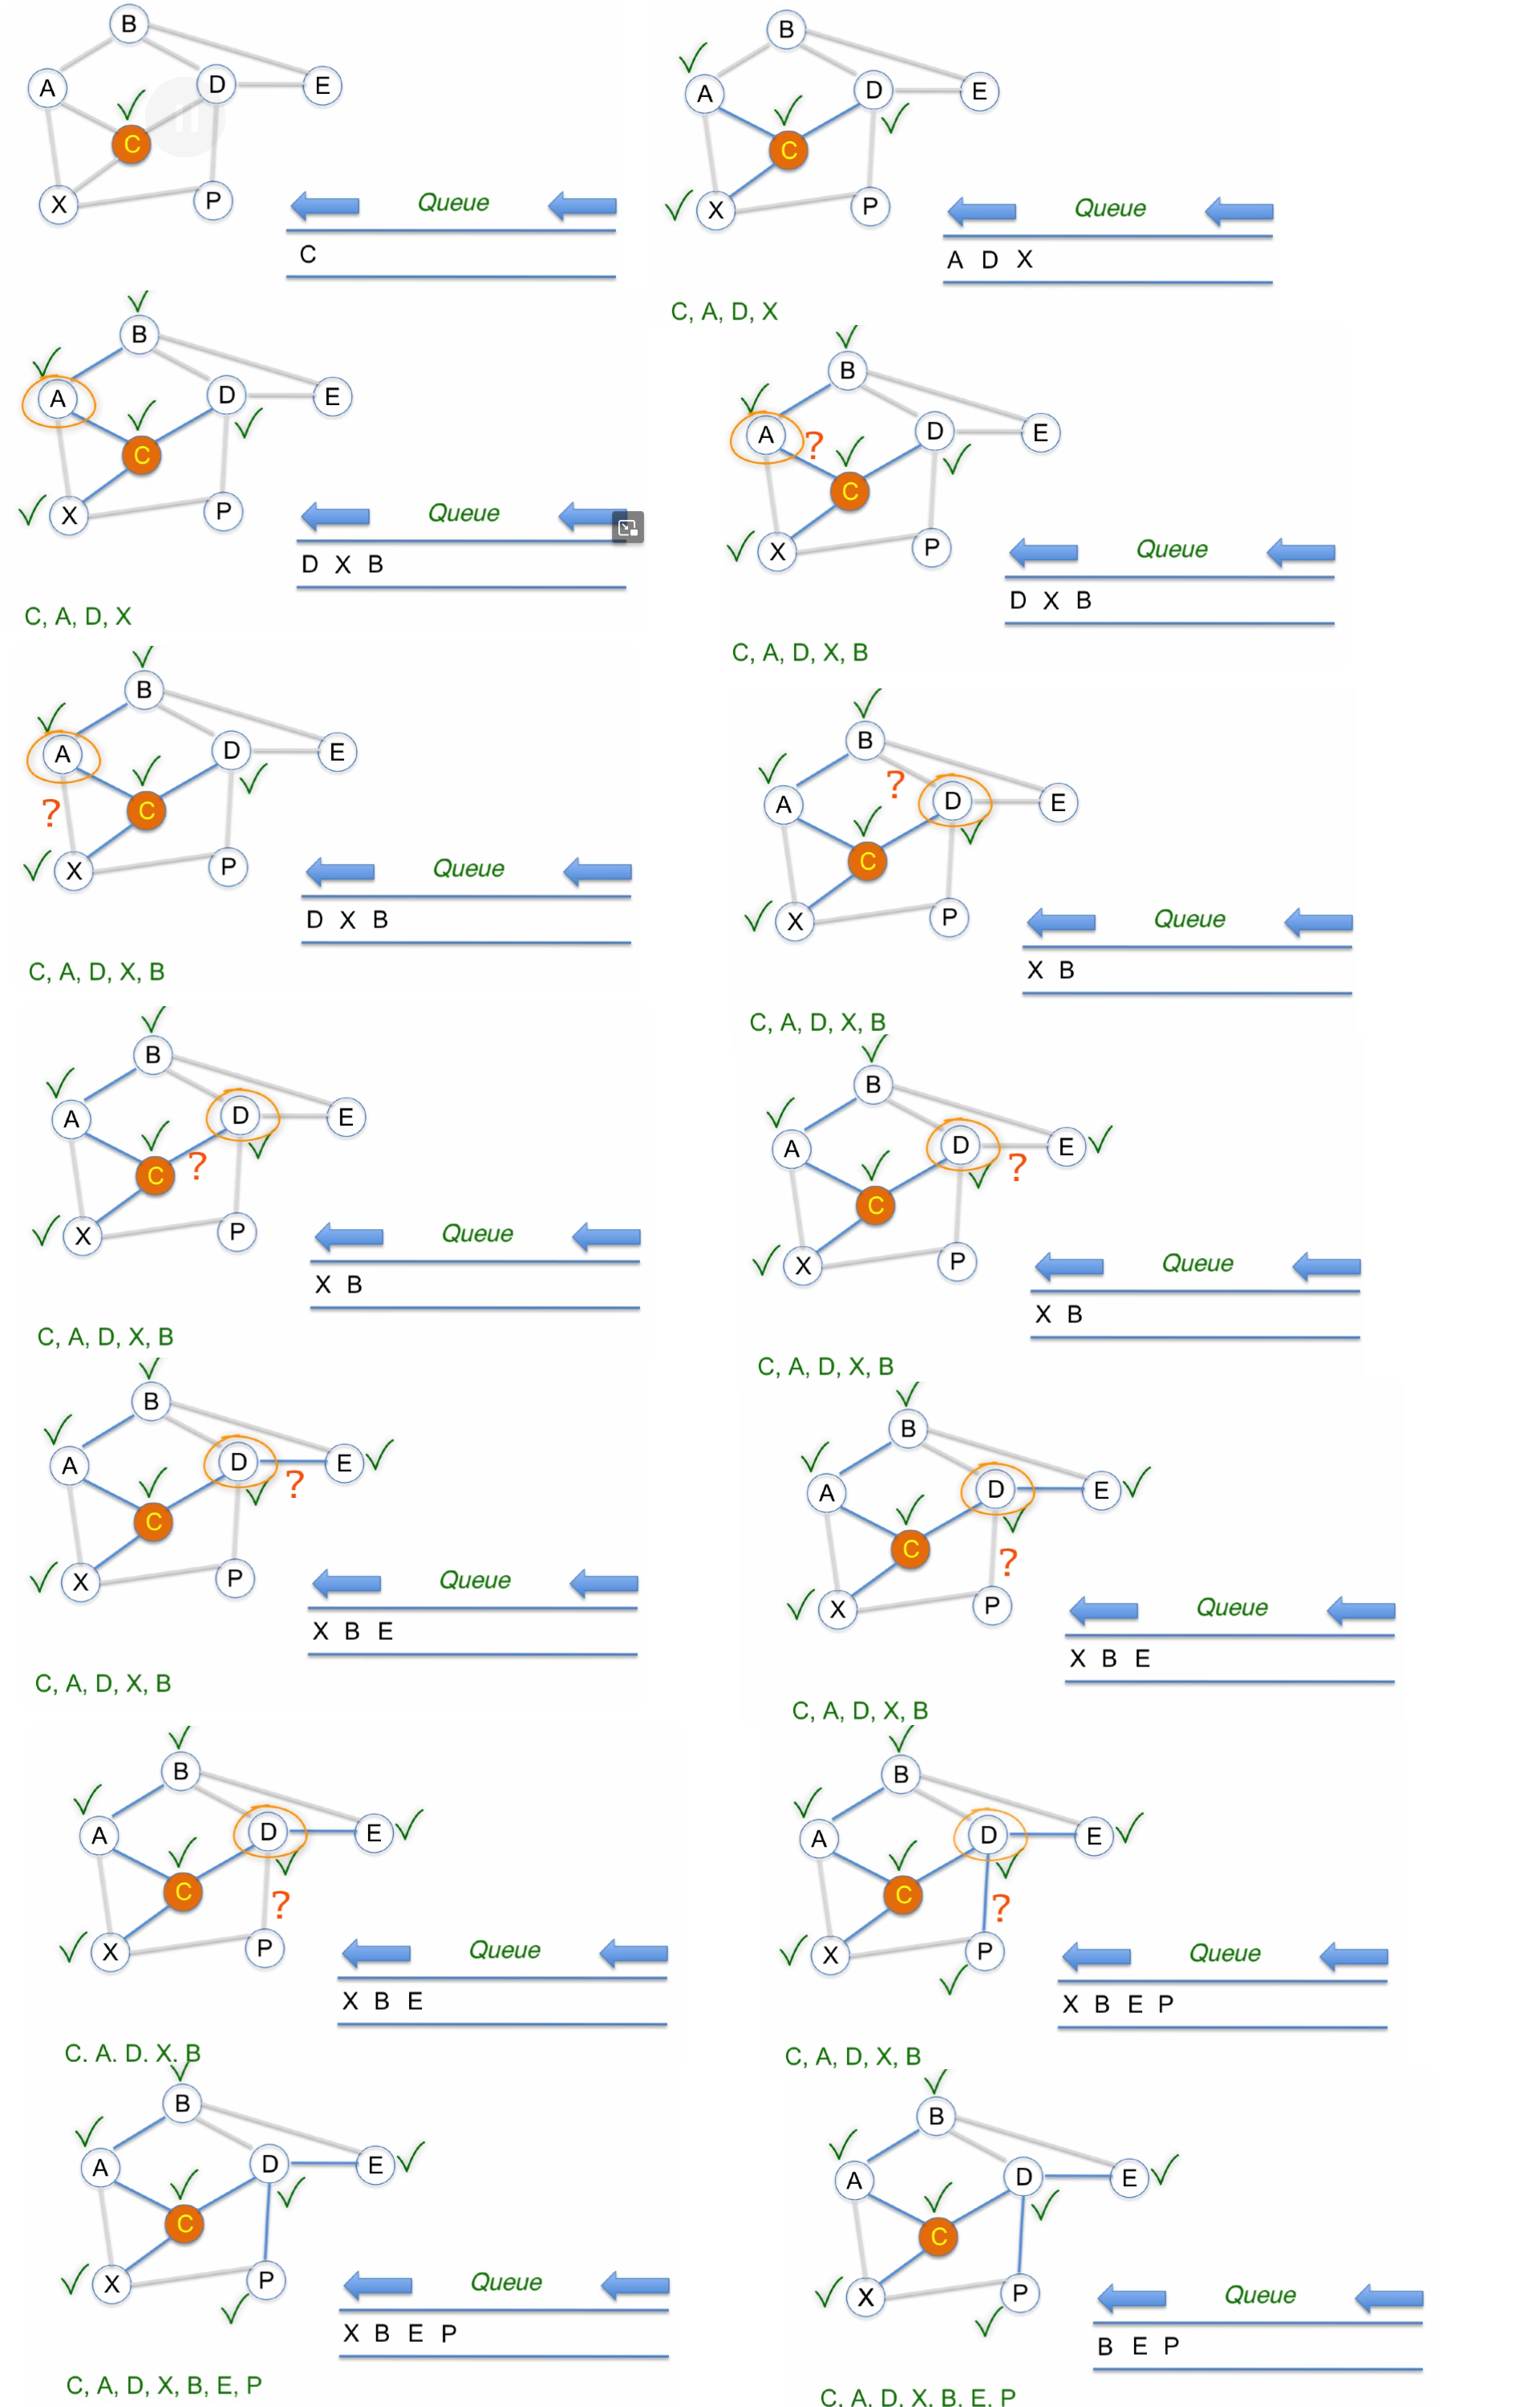 B
A D E
C
X P
Queue
C
B
A D E
C
X P
Queue
A D X
C, A, D, X
B
A D E
C
X P
Queue
D X B
C, A, D, X
B
A ? D E
C
X P
Queue
D X B
C, A, D, X, B
B
A D E
? C
X P
Queue
D X B
C, A, D, X, B
B
? D E
A
C
X P
Queue
X B
C, A, D, X, B
B
A D E
C ?
X P
Queue
X B
C, A, D, X, B
B
A D E
?
C
X P
Queue
X B
C, A, D, X, B
B
A D E
?
C
X P
Queue
X B E
C, A, D, X, B
B
A D E
C ?
X P
Queue
X B E
C, A, D, X, B
B
A D E
C ?
X P
Queue
X B E
C, A, D, X, B
B
A D E
C ?
X P
Queue
X B E P
C, A, D, X, B
B
A D E
C
X P
Queue
X B E P
C, A, D, X, B, E, P
B
A D E
C
X P
Queue
B E P
C, A, D, X, B, E, P